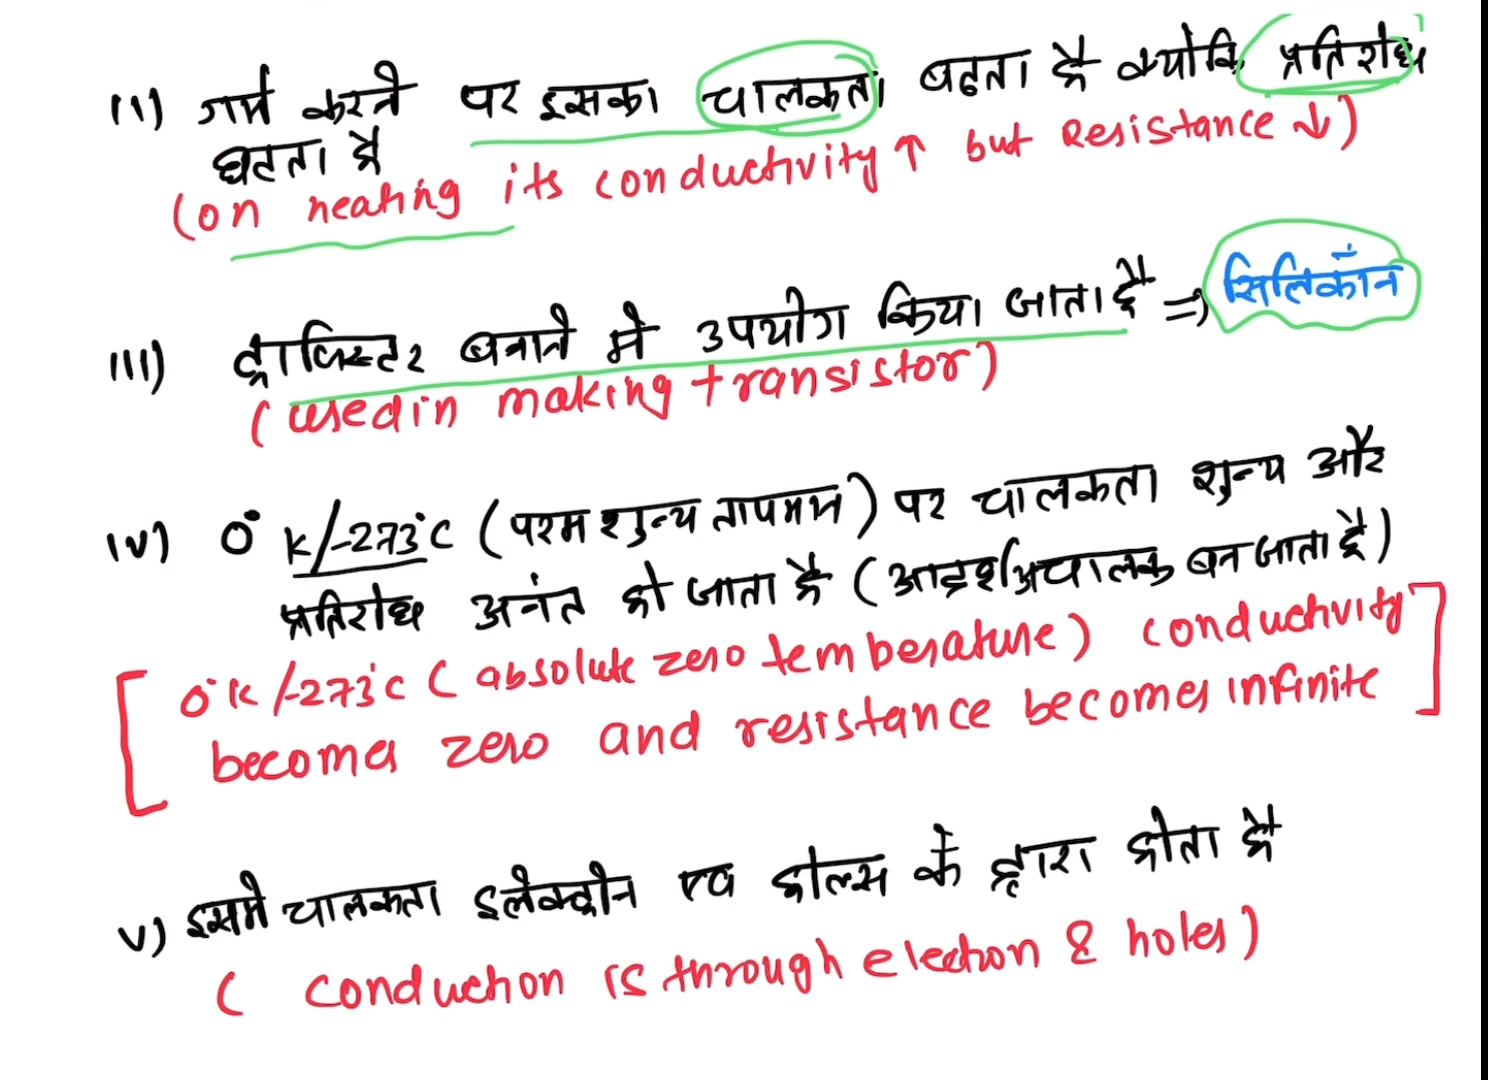 (ii) गर्म करने पर इसका चालकता बढता है क्योकि प्रतिरोध
घटता है
(on heating its conductivity ↑ but Resistance ↓)
(iii) ट्रांजिस्टर बनाने मे उपयोग किया जाता है ⇒ सिलिकॉन
(used in making transistor)
iv) 0° K/-273°C (परम शुन्य तापमान) पर चालकता शुन्य और
प्रतिरोध अनंत हो जाता है (आदर्श अचालक बन जाता है)
[0°K/-273°C (absolute zero temperature) conductivity
becomes zero and resistance becomes infinite]
v) इसमे चालकता इलेक्ट्रोन एवं होल्स के द्वारा होता है
(conduction is through electron & holes)